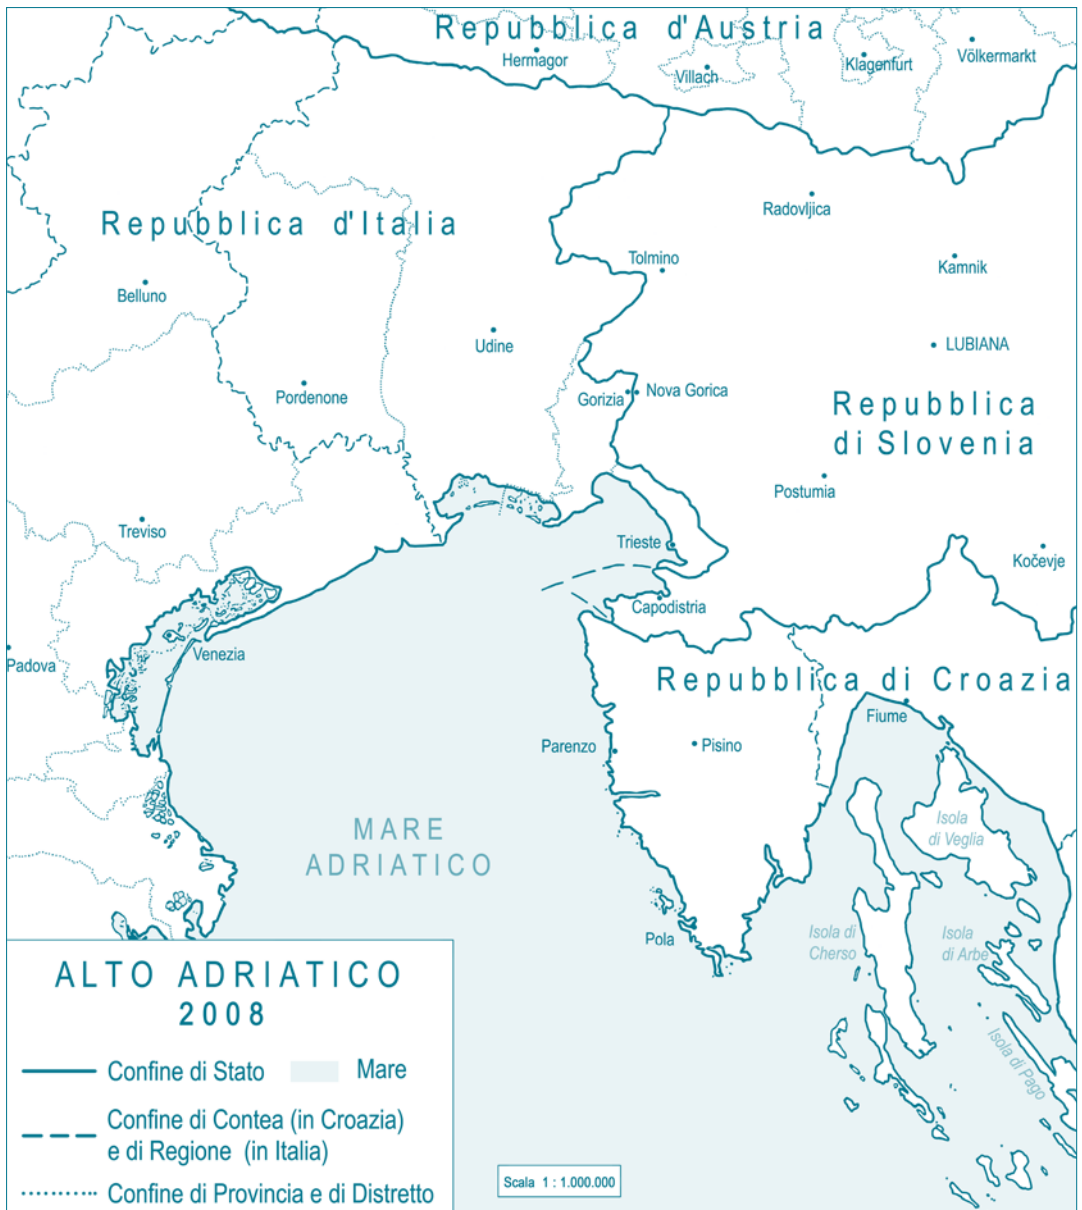 Repubblica d'Austria
Hermagor
Villach
Klagenfurt
Völkermarkt
Radovljica
Repubblica d'Italia
Tolmino
Kamnik
Belluno
Udine
LUBIANA
Pordenone
Gorizia
Nova Gorica
Repubblica
di Slovenia
Postumia
Treviso
Trieste
Kočevje
Capodistria
Padova
Venezia
Repubblica di Croazia
Fiume
Parenzo
Pisino
MARE
ADRIATICO
Isola
di Veglia
Pola
Isola di
Cherso
Isola
di Arbe
Isola di Pago
ALTO ADRIATICO
2008
Confine di Stato
Mare
Confine di Contea (in Croazia)
e di Regione (in Italia)
Confine di Provincia e di Distretto
Scala 1 : 1.000.000